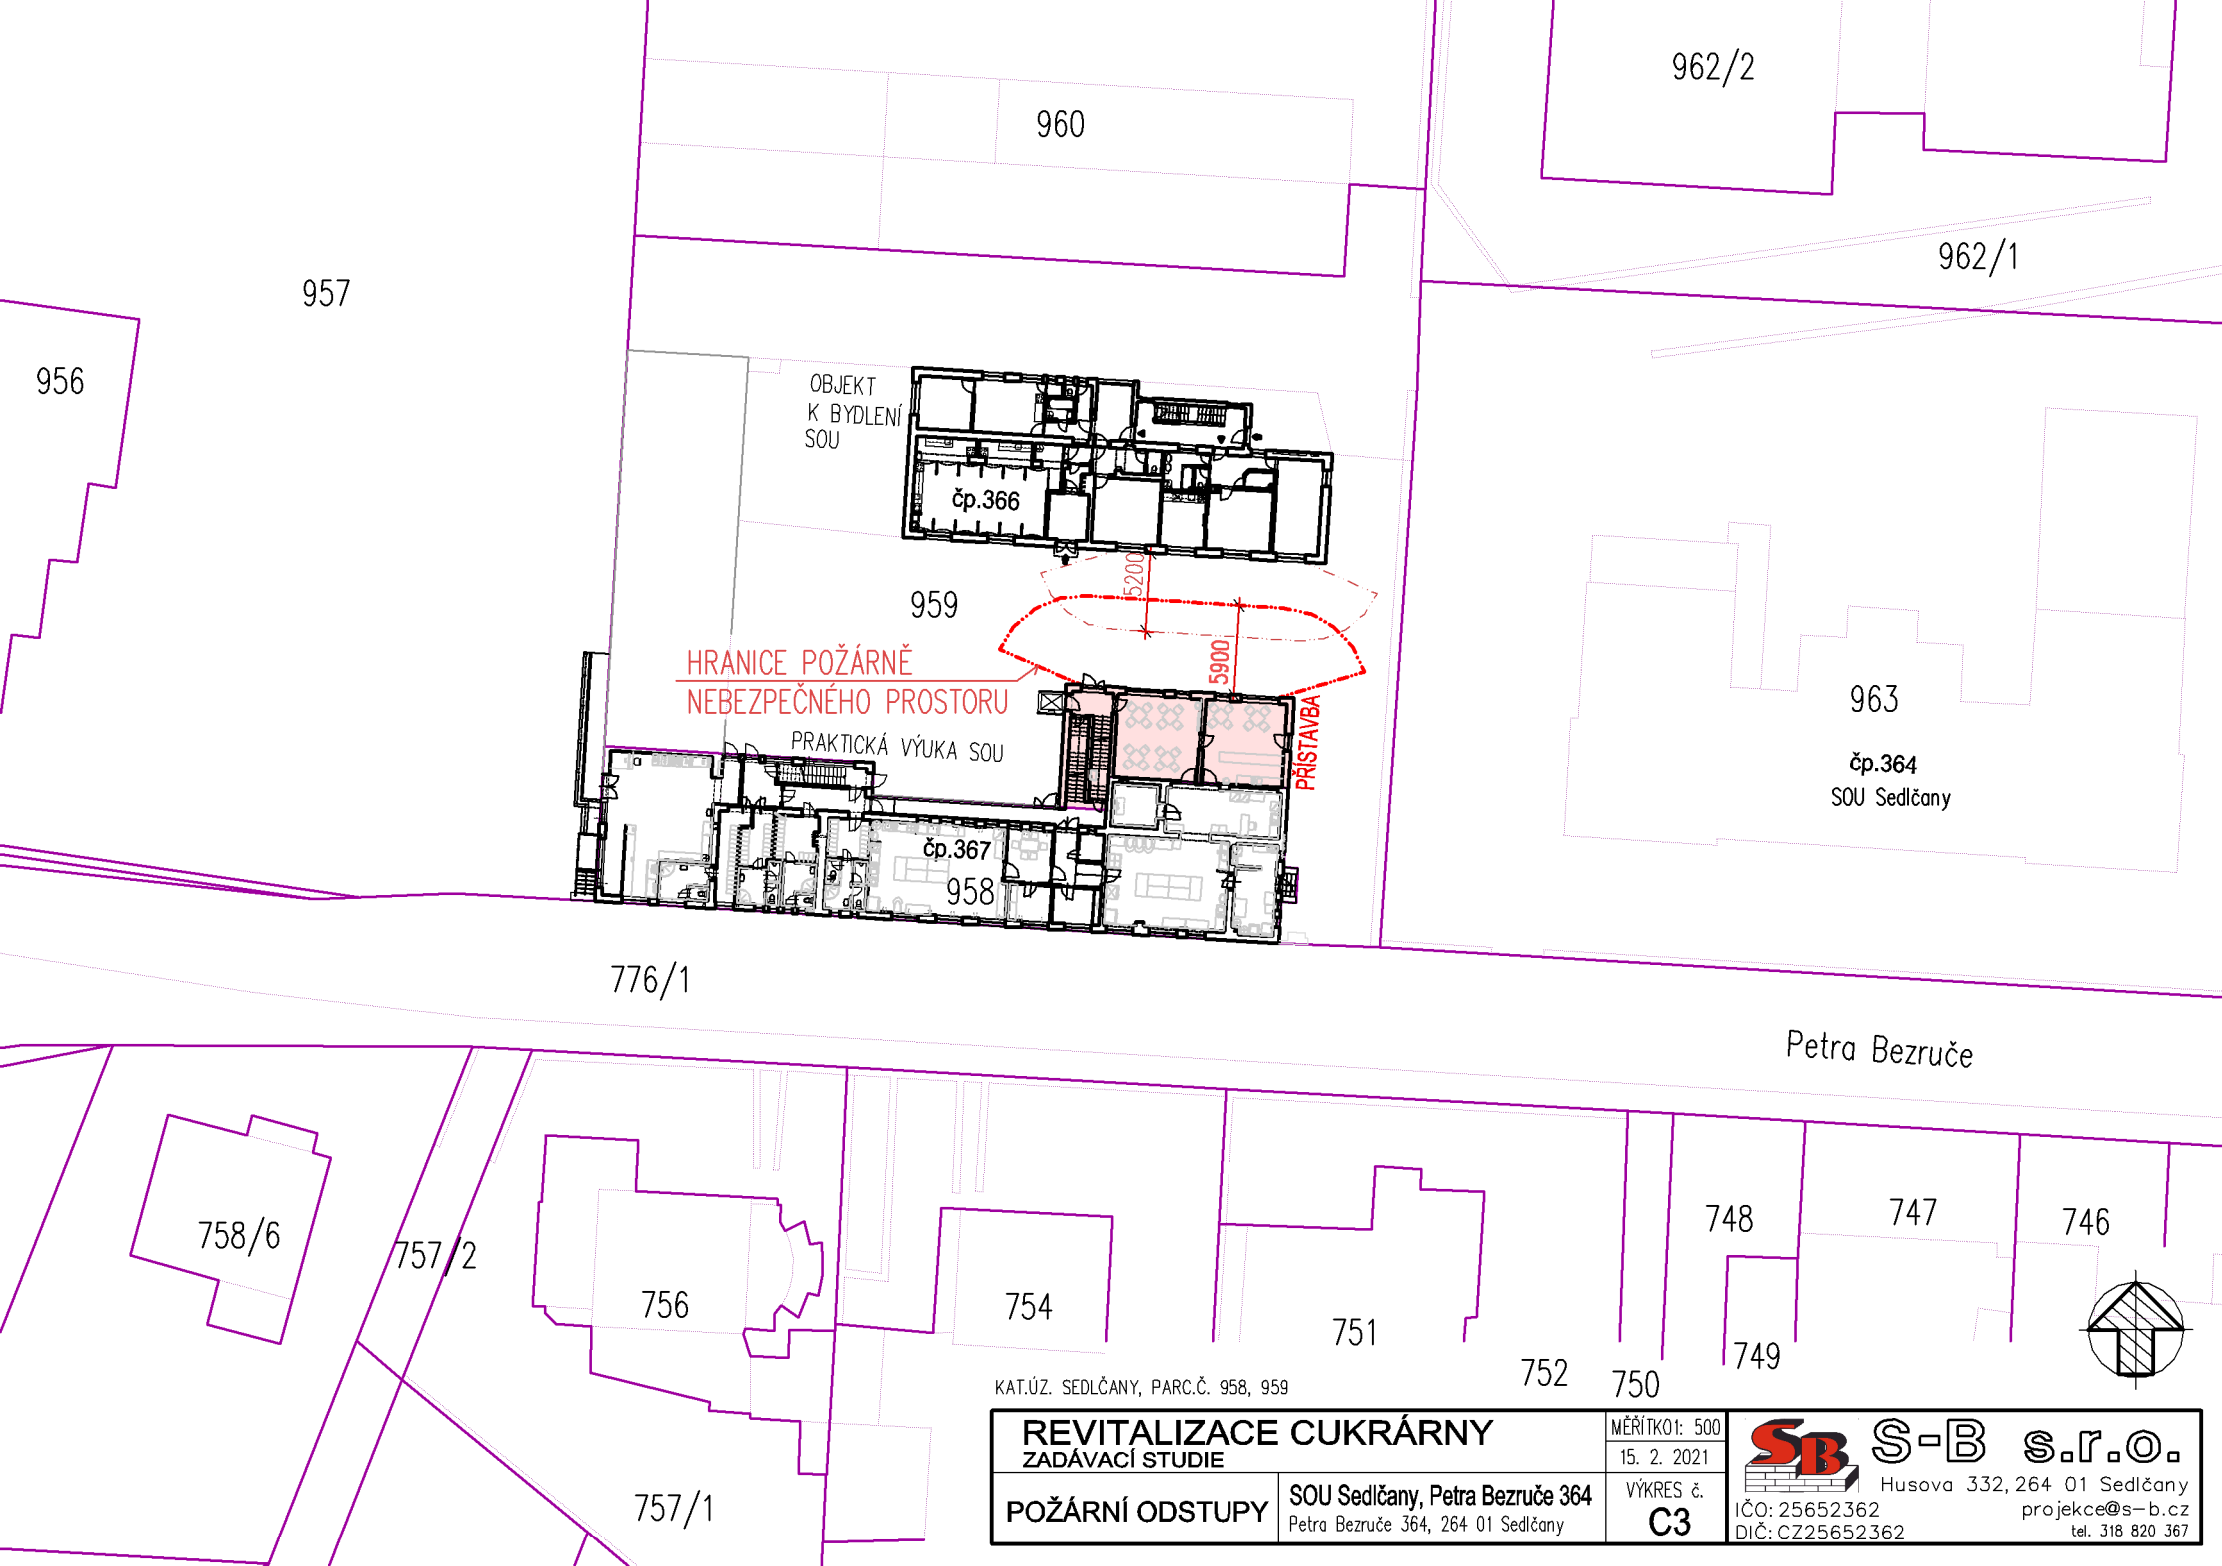 962/2
960
962/1
957
956
OBJEKT
K BYDLENÍ
SOU
čp.366
5200
959
5900
HRANICE POŽÁRNĚ
NEBEZPEČNÉHO PROSTORU
PŘÍSTAVBA
963
PRAKTICKÁ VÝUKA SOU
čp.364
SOU Sedlčany
čp.367
958
776/1
Petra Bezruče
758/6
757/2
756
754
751
748
747
746
752
750
749
757/1
KAT.ÚZ. SEDLČANY, PARC.Č. 958, 959
REVITALIZACE CUKRÁRNY
ZADÁVACÍ STUDIE
MĚŘÍTKO1: 500
15. 2. 2021
POŽÁRNÍ ODSTUPY
SOU Sedlčany, Petra Bezruče 364
Petra Bezruče 364, 264 01 Sedlčany
VÝKRES č.
C3
SB
S-B s.r.o.
Husova 332, 264 01 Sedlčany
IČO: 25652362
projekce@s-b.cz
DIČ: CZ25652362
tel. 318 820 367